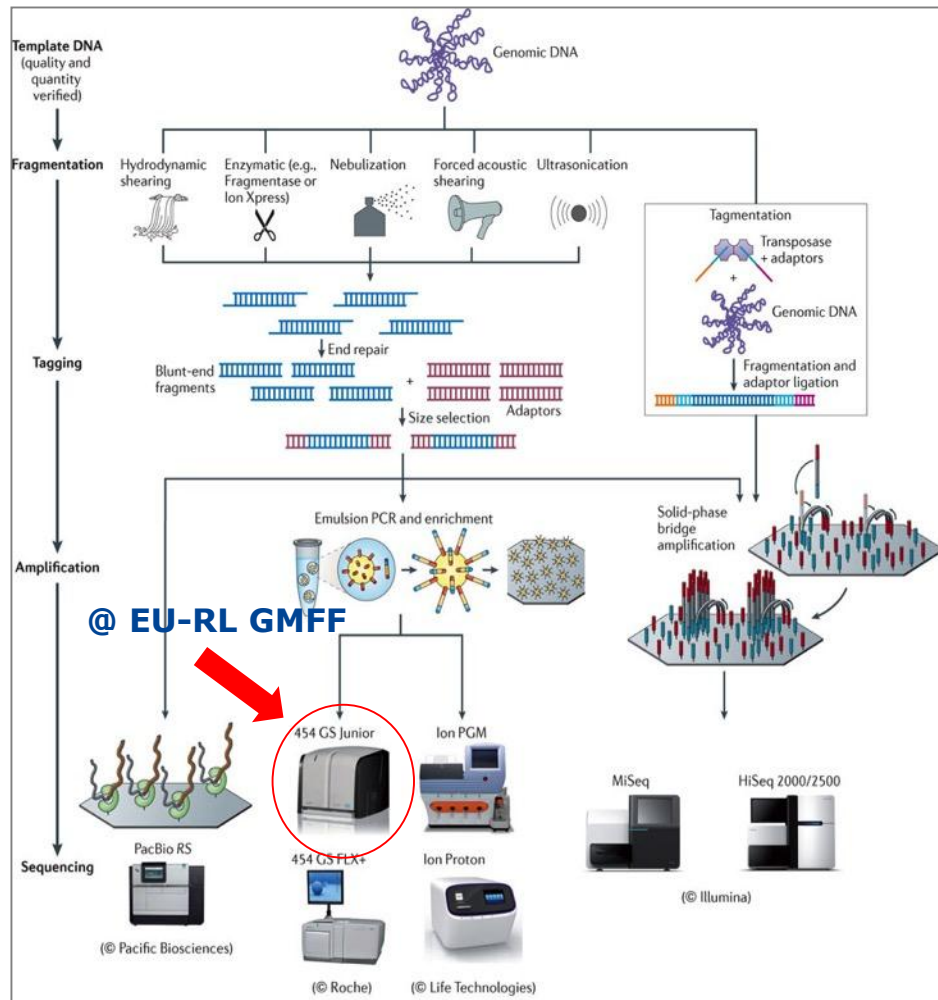 Template DNA
(quality and
quantity
verified)
Genomic DNA
Fragmentation
Hydrodynamic
shearing
Enzymatic (e.g.,
Fragmentase or
Ion Xpress)
Nebulization
Forced acoustic
shearing
Ultrasonication
Tagmentation
Transposase
+ adaptors
+
Genomic DNA
Fragmentation and
adaptor ligation
Tagging
End repair
Blunt-end
fragments
+
Adaptors
Size selection
Emulsion PCR and enrichment
Solid-phase
bridge
amplification
Amplification
@ EU-RL GMFF
454 GS Junior
Ion PGM
MiSeq
HiSeq 2000/2500
PacBio RS
Sequencing
454 GS FLX+
Ion Proton
(© Illumina)
(© Pacific Biosciences)
(© Roche)
(© Life Technologies)